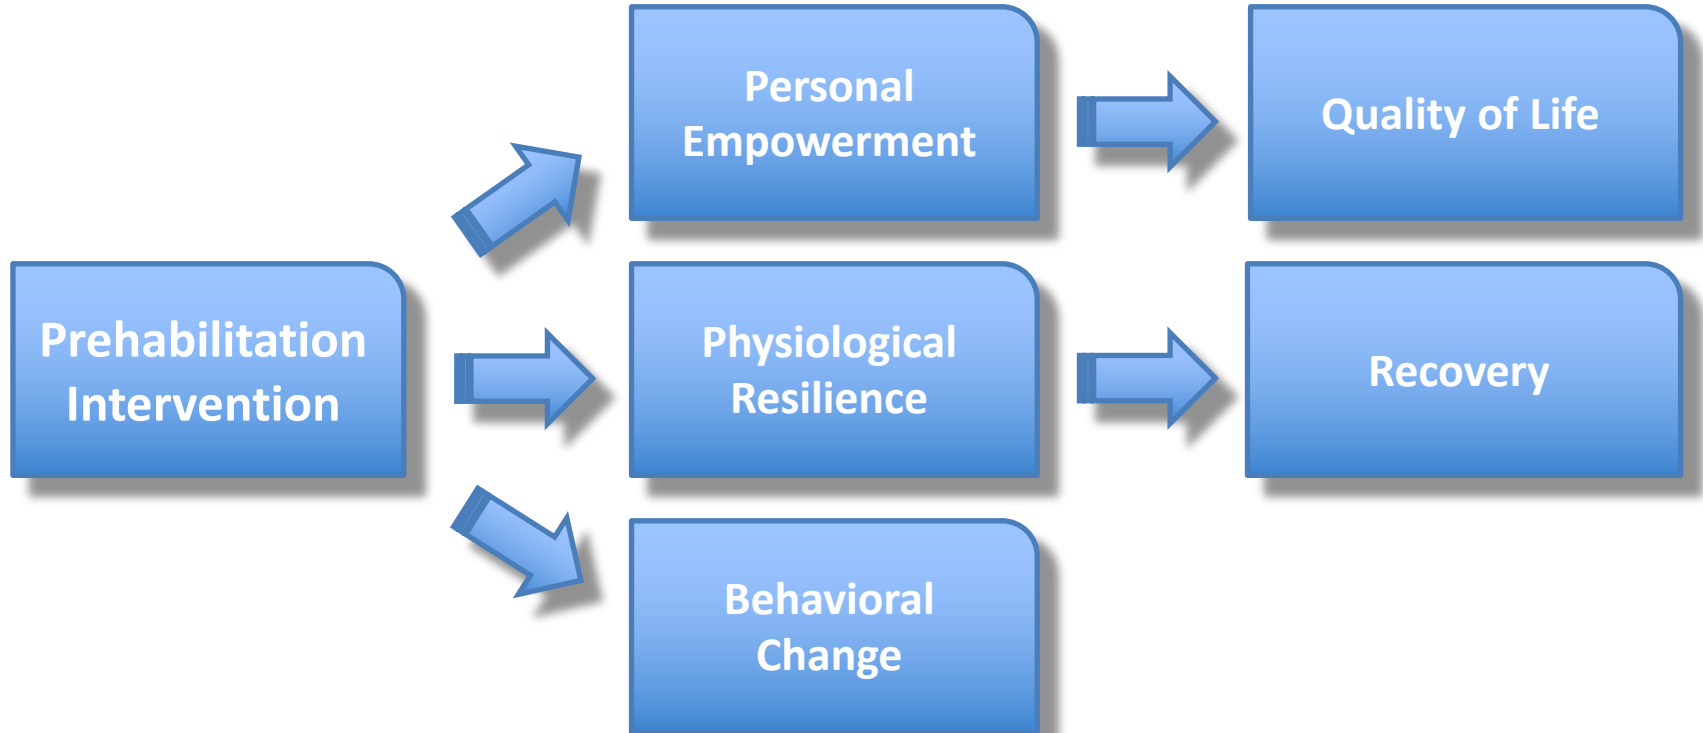 Personal
Empowerment
Quality of Life
Prehabilitation
Intervention
Physiological
Resilience
Recovery
Behavioral
Change